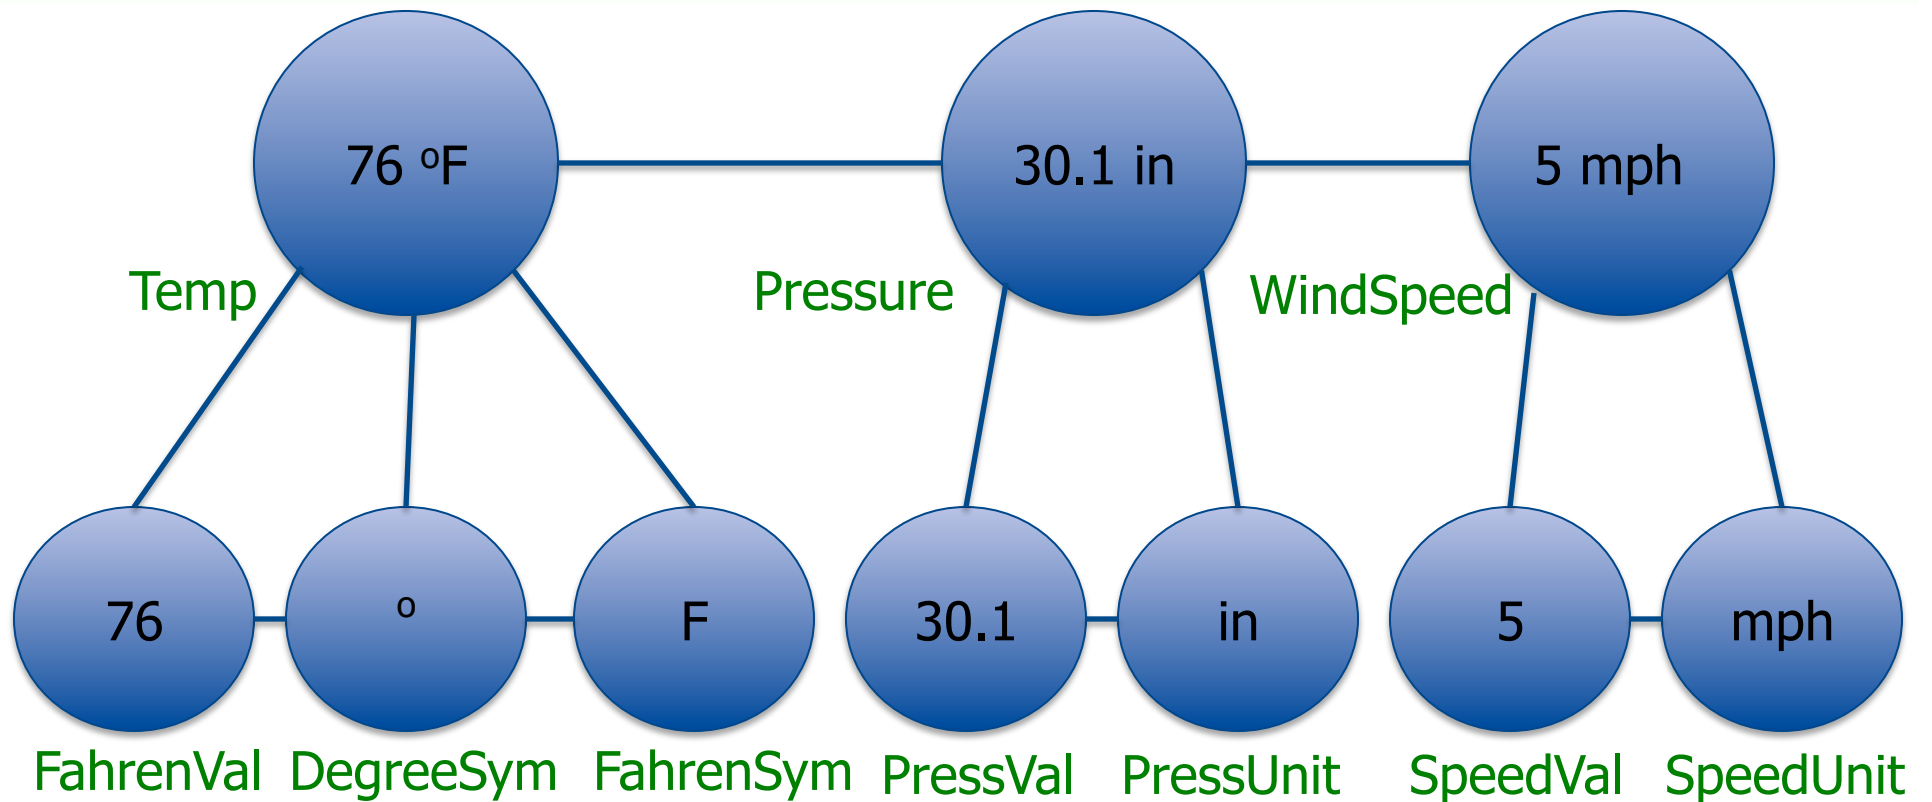 76 ºF
30.1 in
5 mph
Temp
Pressure
WindSpeed
76
º
F
30.1
in
5
mph
FahrenVal
DegreeSym
FahrenSym
PressVal
PressUnit
SpeedVal
SpeedUnit